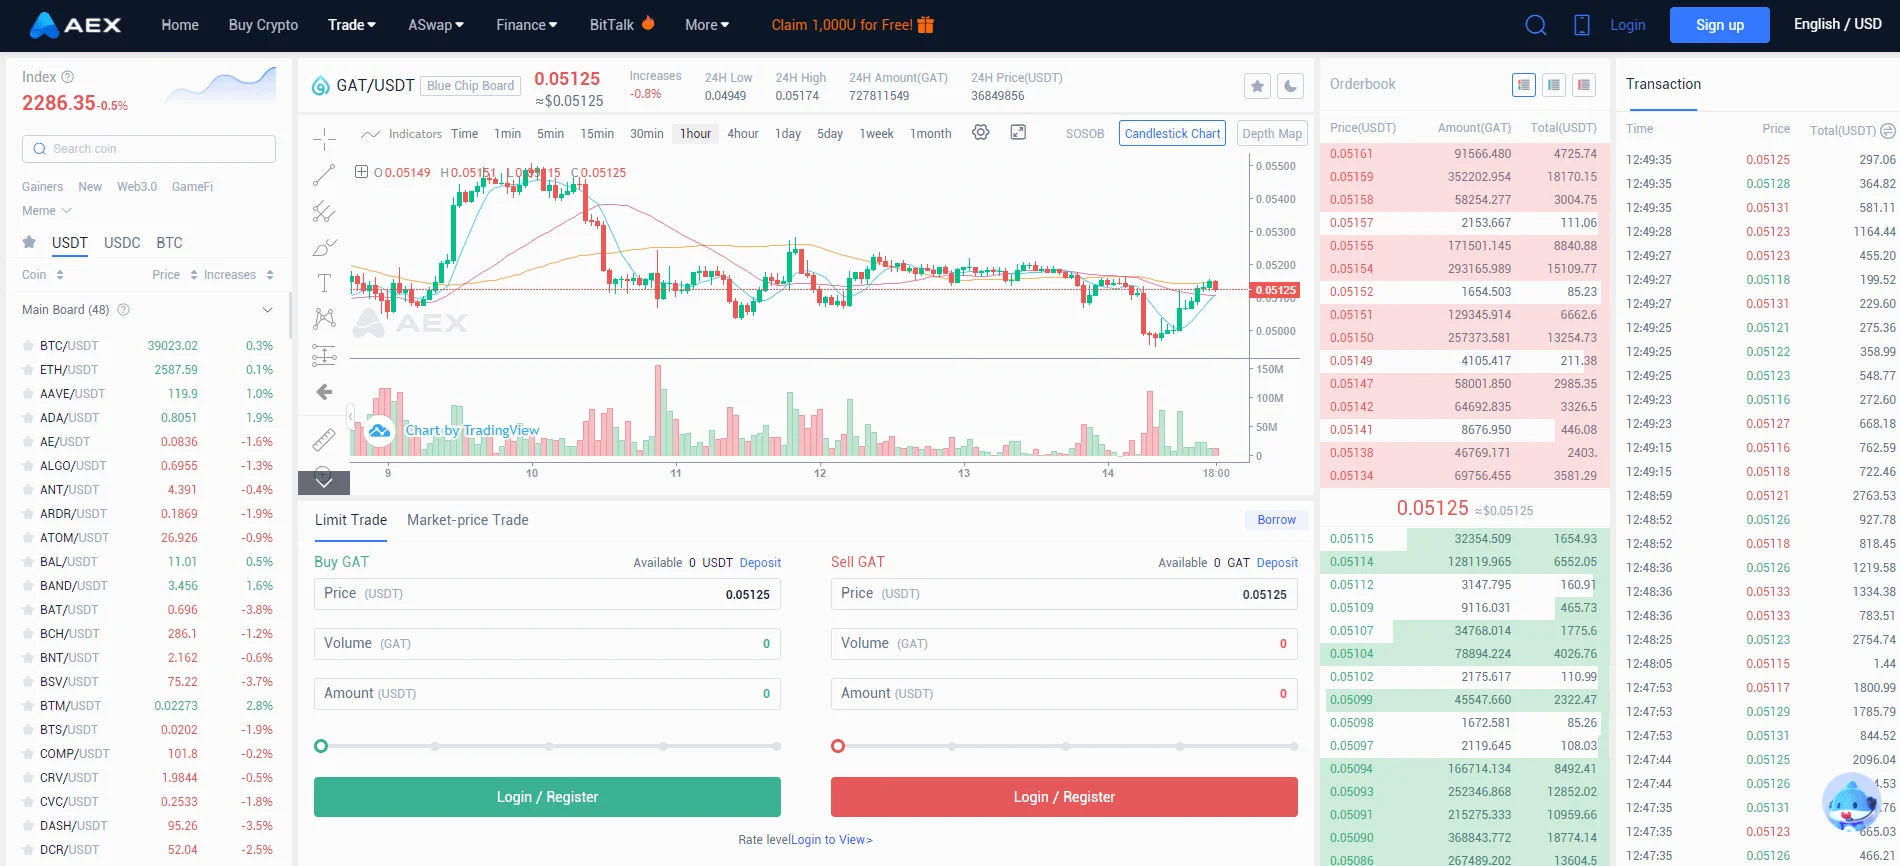 AEX Home Buy Crypto Trade ASwap Finance BitTalk More Claim 1,000U for Free! Login Sign up English / USD
Index
2286.35 -0.5%
Search coin
Gainers New Web3.0 GameFi
Meme
USDT USDC BTC
Coin Price Increases
Main Board (48)
BTC/USDT 39023.02 0.3%
ETH/USDT 2587.59 0.1%
AAVE/USDT 119.9 1.0%
ADA/USDT 0.8051 1.9%
AE/USDT 0.0836 -1.6%
ALGO/USDT 0.6955 -1.3%
ANT/USDT 4.391 -0.4%
ARDR/USDT 0.1869 -1.9%
ATOM/USDT 26.926 -0.9%
BAL/USDT 11.01 0.5%
BAND/USDT 3.456 1.6%
BAT/USDT 0.696 -3.8%
BCH/USDT 286.1 -1.2%
BNT/USDT 2.162 -0.6%
BSV/USDT 75.22 -3.7%
BTM/USDT 0.02273 2.8%
BTS/USDT 0.0202 -1.9%
COMP/USDT 101.8 -0.2%
CRV/USDT 1.9844 -0.5%
CVC/USDT 0.2533 -1.8%
DASH/USDT 95.26 -3.5%
DCR/USDT 52.04 -2.5%
GAT/USDT Blue Chip Board
0.05125
≈$0.05125
Increases
-0.8%
24H Low
0.04949
24H High
0.05174
24H Amount(GAT)
727811549
24H Price(USDT)
36849856
Indicators Time 1min 5min 15min 30min 1hour 4hour 1day 5day 1week 1month SOSOB Candlestick Chart Depth Map
O0.05149 H0.05151 L0.05115 C0.05125
0.05500
0.05400
0.05300
0.05200
0.05125
0.05100
0.05000
AEX
150M
100M
50M
0
Chart by TradingView
9 10 11 12 13 14 18:00
Limit Trade Market-price Trade Borrow
Buy GAT Available 0 USDT Deposit
Price (USDT) 0.05125
Volume (GAT) 0
Amount (USDT) 0
Login / Register
Sell GAT Available 0 GAT Deposit
Price (USDT) 0.05125
Volume (GAT) 0
Amount (USDT) 0
Login / Register
Rate levelLogin to View>
Orderbook
Price(USDT) Amount(GAT) Total(USDT)
0.05161 91566.480 4725.74
0.05159 352202.954 18170.15
0.05158 58254.277 3004.75
0.05157 2153.667 111.06
0.05155 171501.145 8840.88
0.05154 293165.989 15109.77
0.05152 1654.503 85.23
0.05151 129345.914 6662.6
0.05150 257373.581 13254.73
0.05149 4105.417 211.38
0.05147 58001.850 2985.35
0.05142 64692.835 3326.5
0.05141 8676.950 446.08
0.05138 46769.171 2403.
0.05134 69756.455 3581.29
0.05125 ≈$0.05125
0.05115 32354.509 1654.93
0.05114 128119.965 6552.05
0.05112 3147.795 160.91
0.05109 9116.031 465.73
0.05107 34768.014 1775.6
0.05104 78894.224 4026.76
0.05102 2175.617 110.99
0.05099 45547.660 2322.47
0.05098 1672.581 85.26
0.05097 2119.645 108.03
0.05094 166714.134 8492.41
0.05093 252346.868 12852.02
0.05091 215275.333 10959.66
0.05090 368843.772 18774.14
0.05086 267489.202 13604.5
Transaction
Time Price Total(USDT)
12:49:35 0.05125 297.06
12:49:35 0.05128 364.82
12:49:35 0.05131 581.11
12:49:28 0.05123 1164.44
12:49:27 0.05123 455.20
12:49:27 0.05118 199.52
12:49:27 0.05131 229.60
12:49:25 0.05121 275.36
12:49:25 0.05122 358.99
12:49:25 0.05123 548.77
12:49:23 0.05116 272.60
12:49:23 0.05127 668.18
12:49:15 0.05116 762.59
12:49:15 0.05118 722.46
12:48:59 0.05121 2763.53
12:48:52 0.05126 927.78
12:48:52 0.05118 818.45
12:48:36 0.05126 1219.58
12:48:36 0.05133 1334.38
12:48:36 0.05133 783.51
12:48:25 0.05123 2754.74
12:48:05 0.05115 1.44
12:47:53 0.05117 1800.99
12:47:53 0.05129 1785.79
12:47:53 0.05131 844.52
12:47:44 0.05125 2096.04
12:47:44 0.05126
12:47:35 0.05131
12:47:35 0.05123 665.03
12:47:35 0.05126 466.21